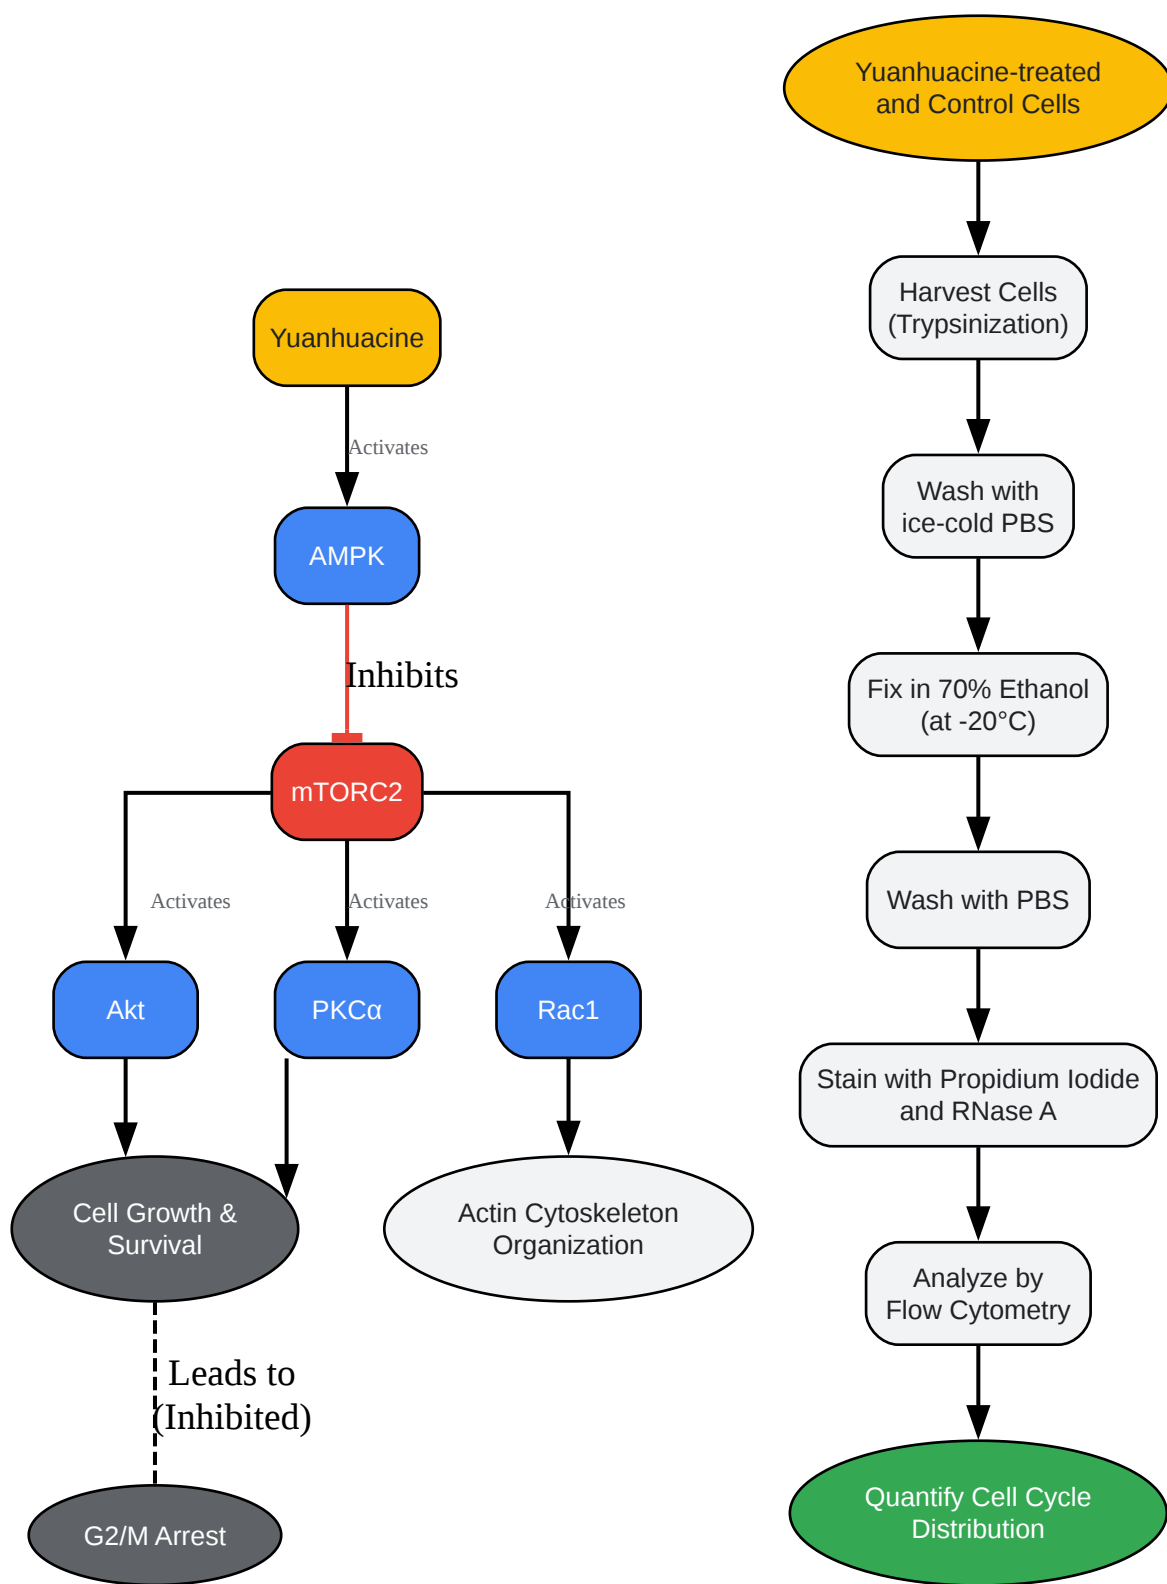 Yuanhuacine
Activates
AMPK
Inhibits
mTORC2
Activates
Activates
Activates
Akt
PKCα
Rac1
Cell Growth &
Survival
Actin Cytoskeleton
Organization
Leads to
(Inhibited)
G2/M Arrest
Yuanhuacine-treated
and Control Cells
Harvest Cells
(Trypsinization)
Wash with
ice-cold PBS
Fix in 70% Ethanol
(at -20°C)
Wash with PBS
Stain with Propidium Iodide
and RNase A
Analyze by
Flow Cytometry
Quantify Cell Cycle
Distribution